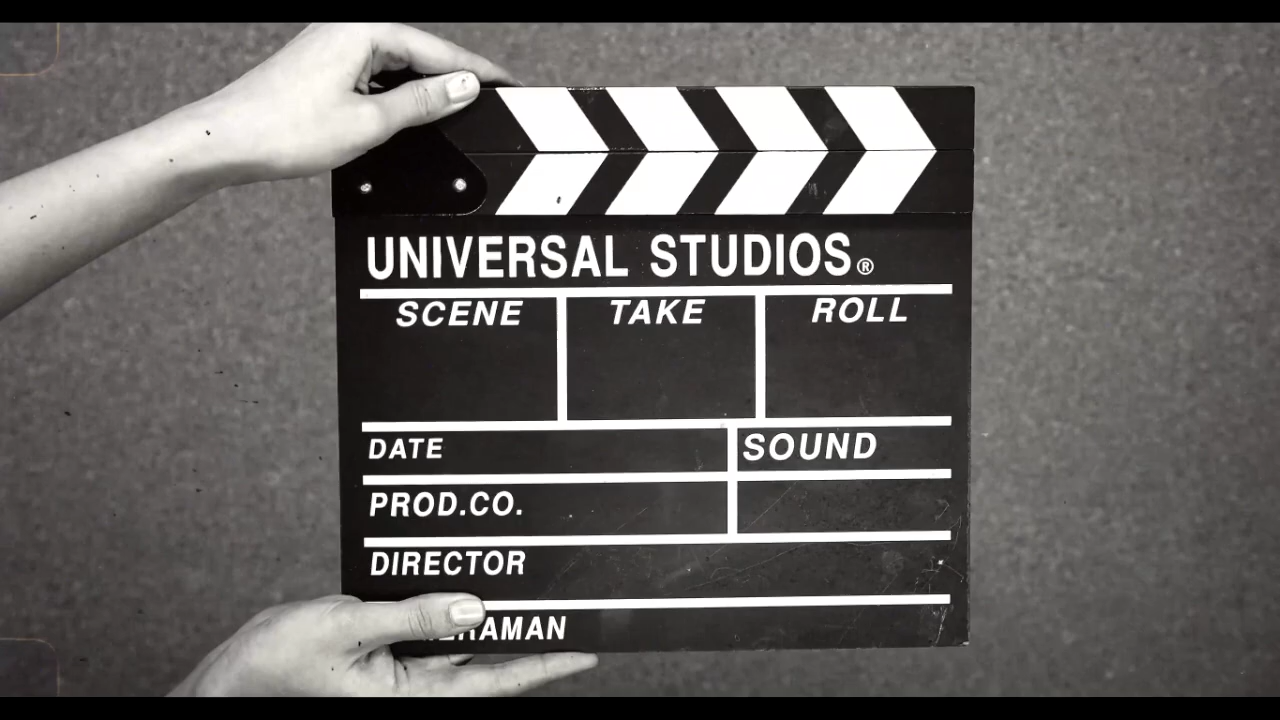 UNIVERSAL STUDIOS®
SCENE TAKE ROLL
DATE SOUND
PROD.CO.
DIRECTOR